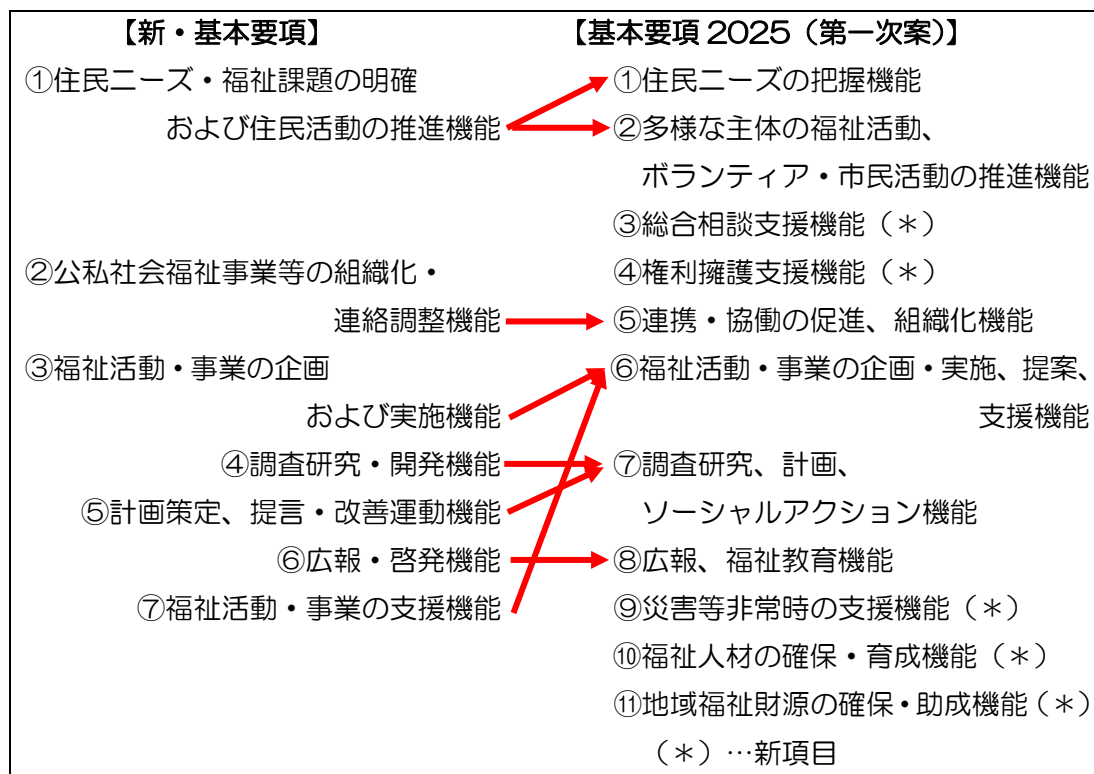 【新・基本要項】
①住民ニーズ・福祉課題の明確
および住民活動の推進機能
②公私社会福祉事業等の組織化・
連絡調整機能
③福祉活動・事業の企画
および実施機能
④調査研究・開発機能
⑤計画策定、提言・改善運動機能
⑥広報・啓発機能
⑦福祉活動・事業の支援機能
【基本要項 2025（第一次案）】
①住民ニーズの把握機能
②多様な主体の福祉活動、
ボランティア・市民活動の推進機能
③総合相談支援機能（＊）
④権利擁護支援機能（＊）
⑤連携・協働の促進、組織化機能
⑥福祉活動・事業の企画・実施、提案、
支援機能
⑦調査研究、計画、
ソーシャルアクション機能
⑧広報、福祉教育機能
⑨災害等非常時の支援機能（＊）
⑩福祉人材の確保・育成機能（＊）
⑪地域福祉財源の確保・助成機能（＊）
（＊）…新項目